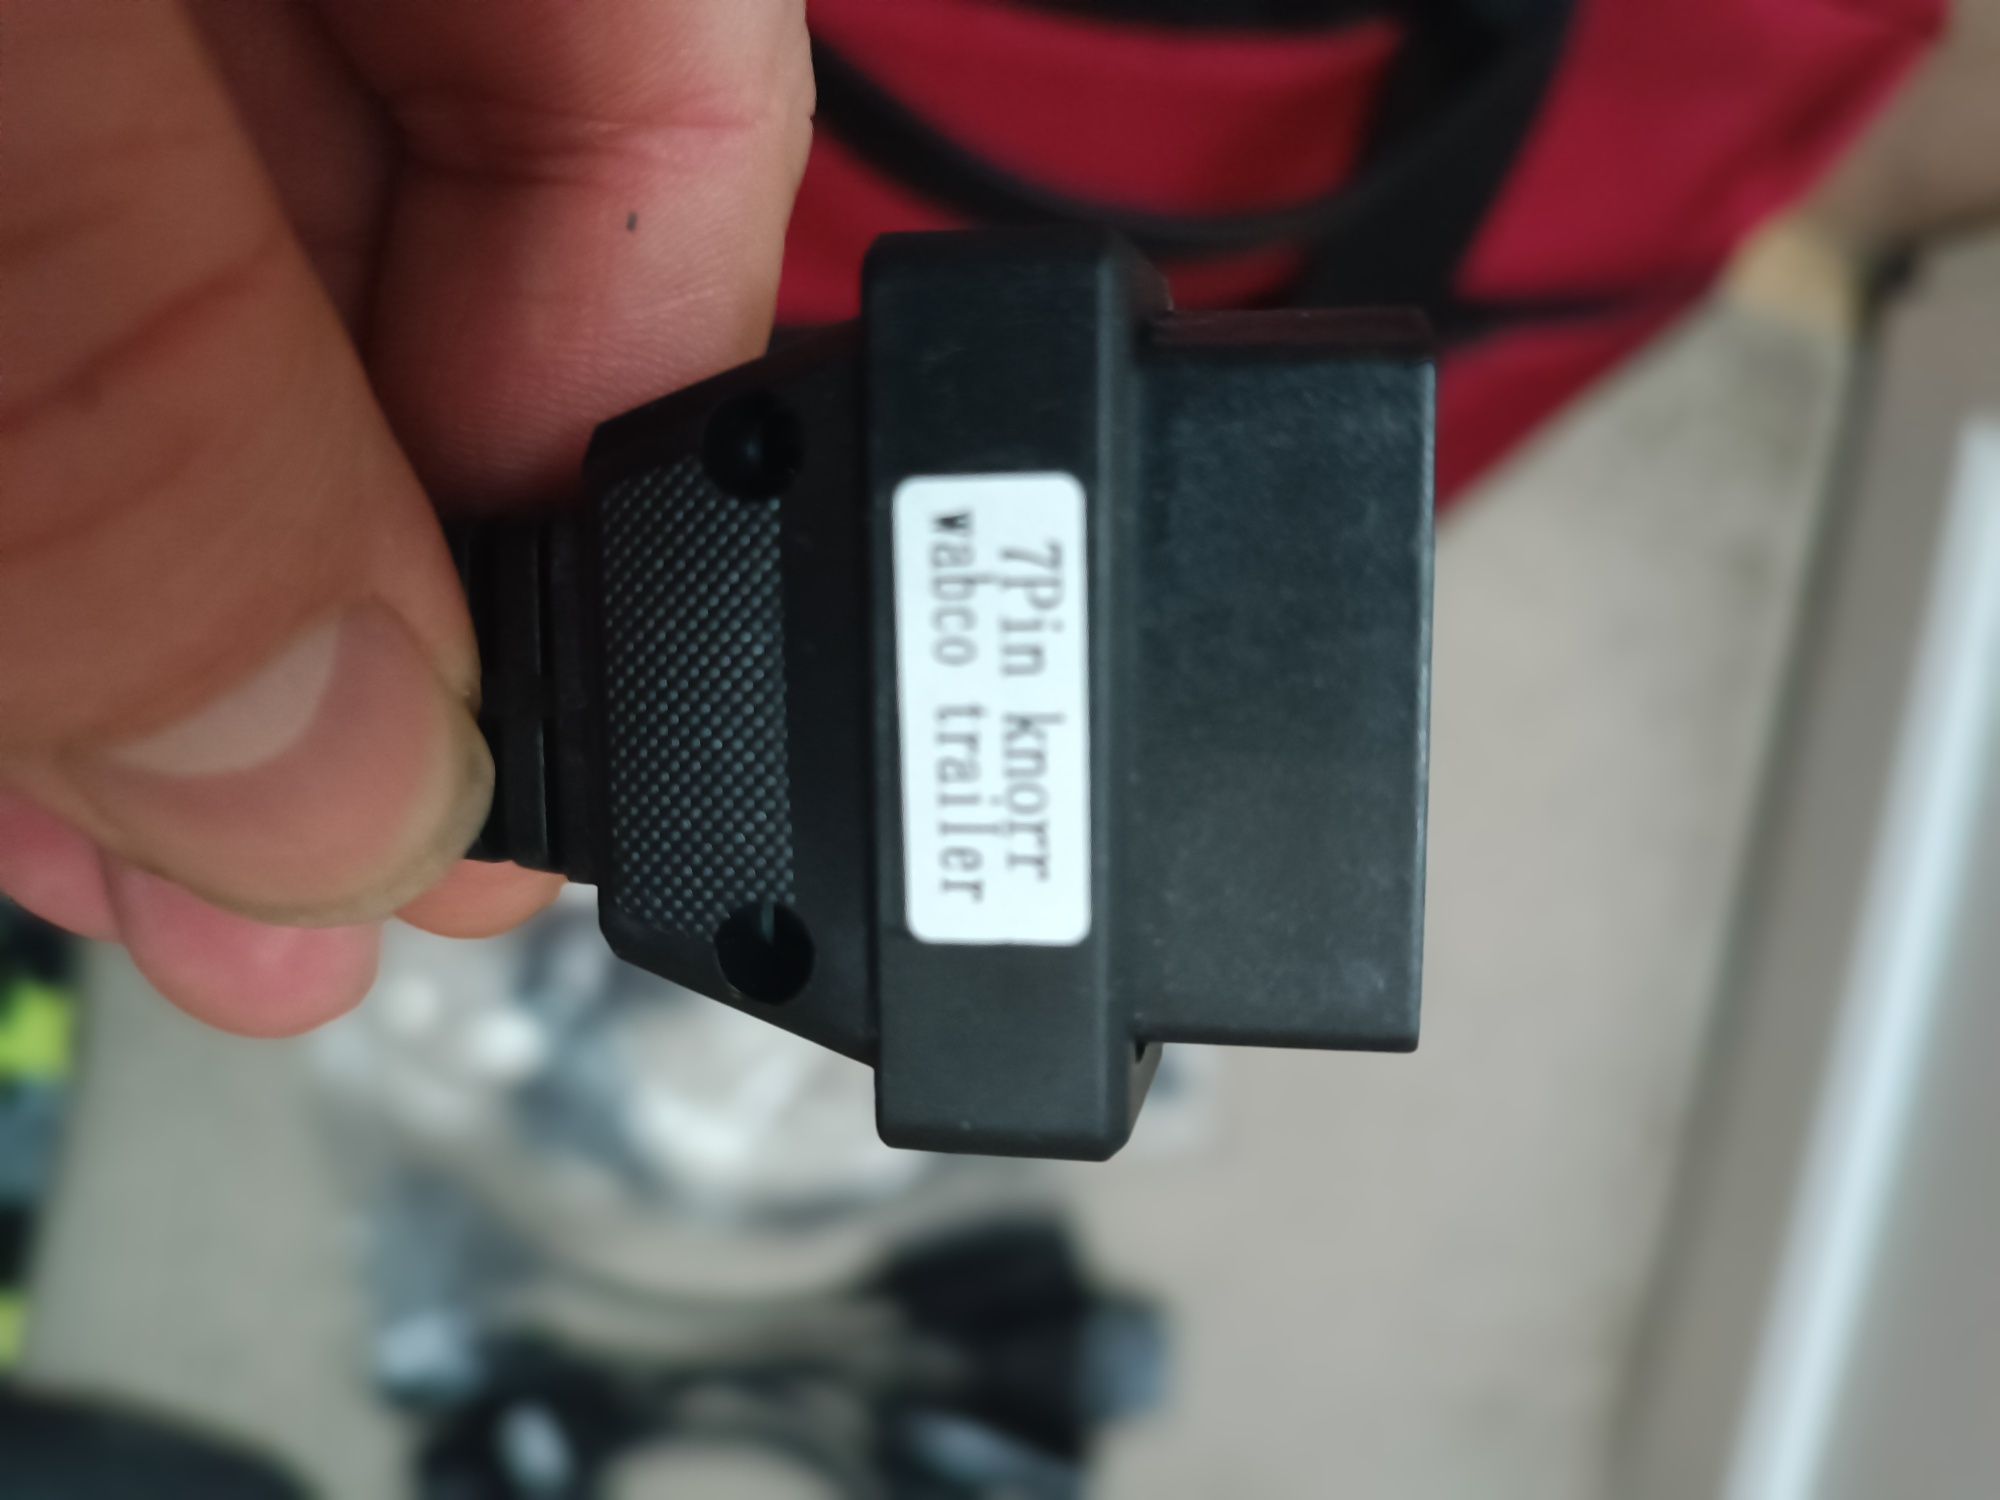 7Pin knorr
wabco trailer